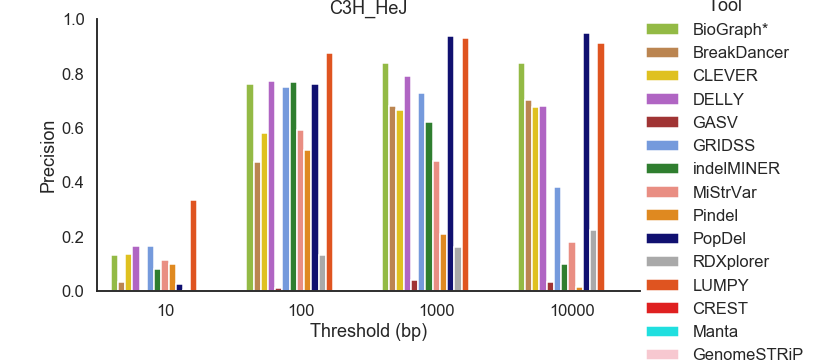 C3H_HeJ
Tool
1.0
0.8
0.6
0.4
0.2
0.0
Precision
10
100
1000
10000
Threshold (bp)
BioGraph*
BreakDancer
CLEVER
DELLY
GASV
GRIDSS
indelMINER
MiStrVar
Pindel
PopDel
RDXplorer
LUMPY
CREST
Manta
GenomeSTRiP